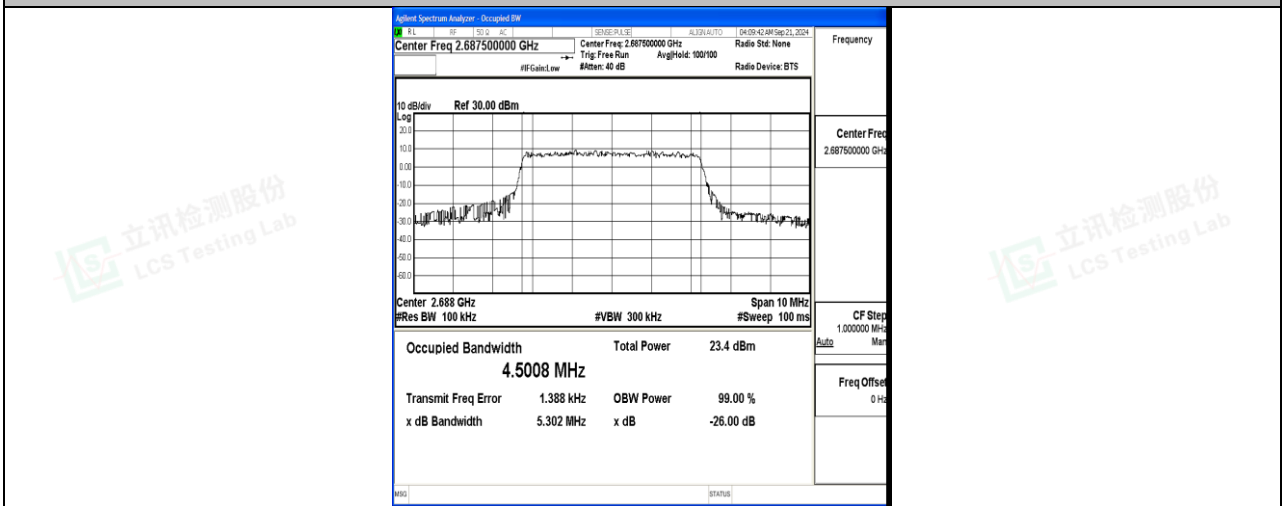 Agilent Spectrum Analyzer - Occupied BW
RL RF 50 Ω AC SENSE:PULSE ALIGNAUTO 04:09:42 AM Sep 21, 2024
Center Freq 2.687500000 GHz
Center Freq: 2.687500000 GHz
Radio Std: None
Trig: Free Run Avg|Hold: 100/100
#IFGain:Low #Atten: 40 dB Radio Device: BTS
Frequency
10 dB/div Ref 30.00 dBm
Log
20.0
10.0
0.00
-10.0
-20.0
-30.0
-40.0
-50.0
-60.0
Center 2.688 GHz Span 10 MHz
#Res BW 100 kHz #VBW 300 kHz #Sweep 100 ms
Center Freq
2.687500000 GHz
CF Step
1.000000 MHz
Auto Man
Freq Offset
0 Hz
Occupied Bandwidth Total Power 23.4 dBm
4.5008 MHz
Transmit Freq Error 1.388 kHz OBW Power 99.00 %
x dB Bandwidth 5.302 MHz x dB -26.00 dB
MSG STATUS
立讯检测股份
LCS Testing Lab
立讯检测股份
LCS Testing Lab